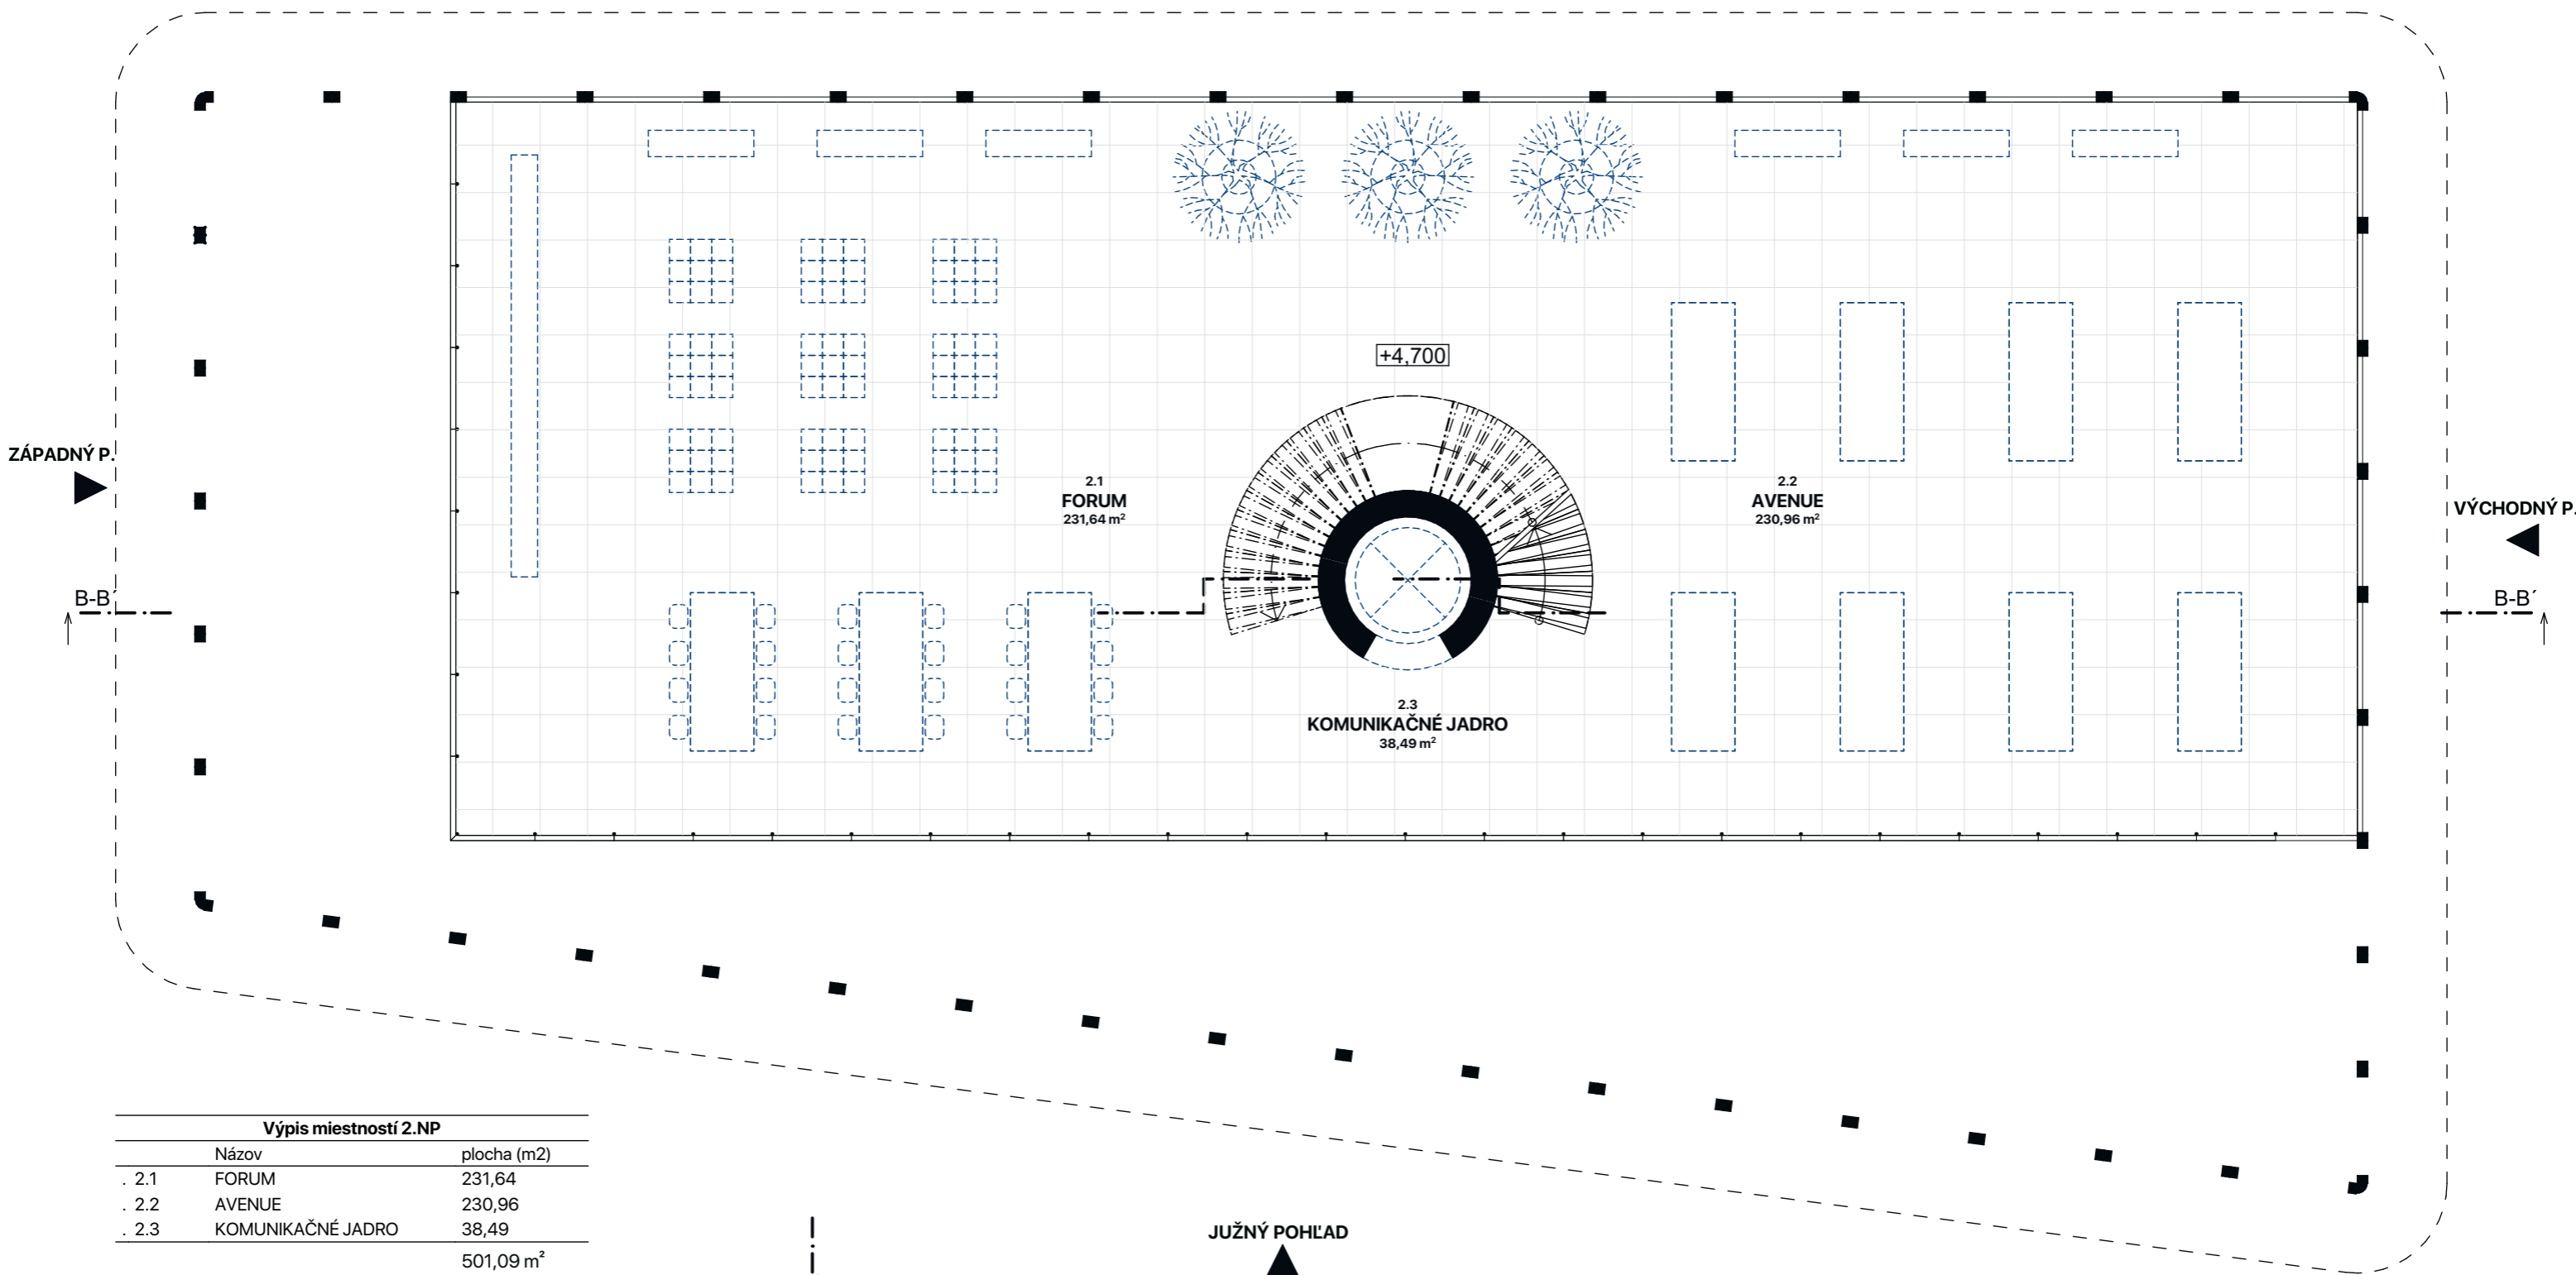 +4,700
ZÁPADNÝ P.
2.1
FORUM
231,64 m²
2.2
AVENUE
230,96 m²
VÝCHODNÝ P.
B-B´
B-B´
2.3
KOMUNIKAČNÉ JADRO
38,49 m²
Výpis miestností 2.NP
Názov plocha (m2)
. 2.1 FORUM 231,64
. 2.2 AVENUE 230,96
. 2.3 KOMUNIKAČNÉ JADRO 38,49
501,09 m²
JUŽNÝ POHĽAD